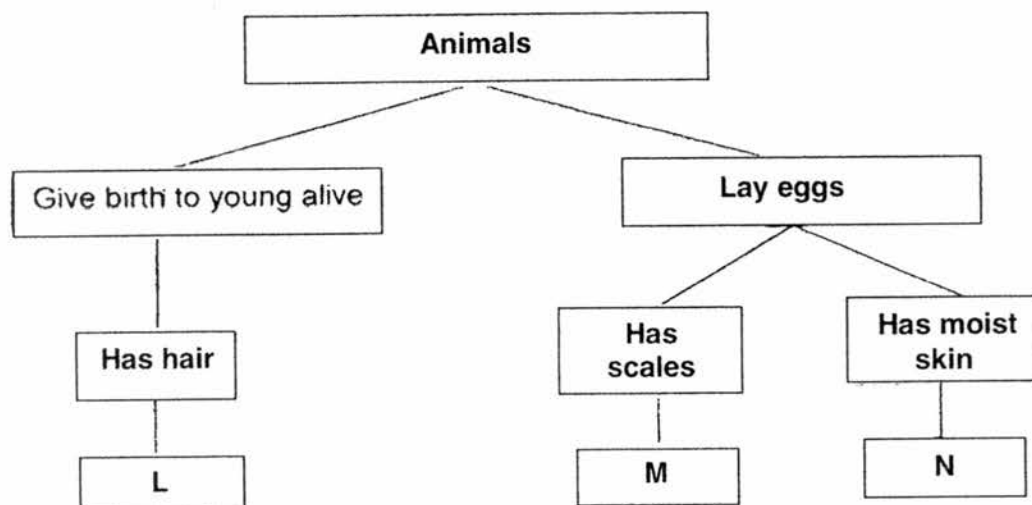 Animals
Give birth to young alive
Lay eggs
Has hair
Has
scales
Has moist
skin
L
M
N